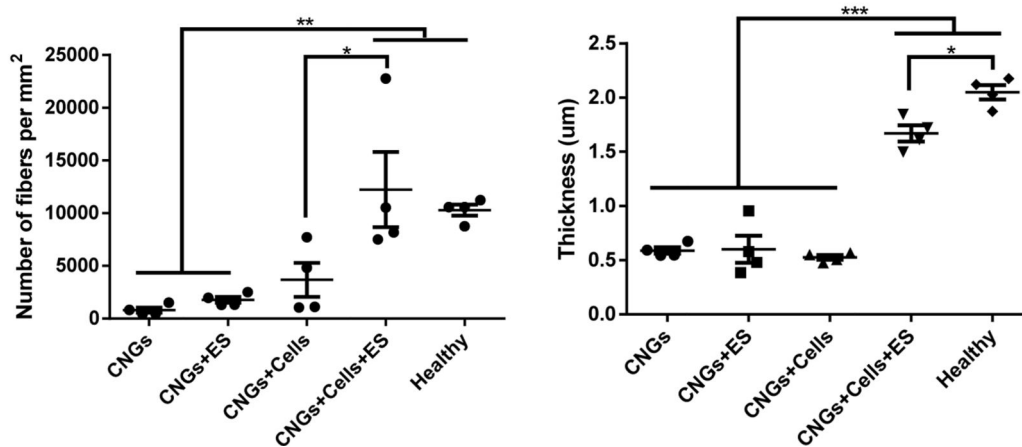 **
*
25000
20000
15000
10000
5000
0
Number of fibers per mm²
CNGs
CNGs+ES
CNGs+Cells
CNGs+Cells+ES
Healthy
***
*
2.5
2.0
1.5
1.0
0.5
0.0
Thickness (um)
CNGs
CNGs+ES
CNGs+Cells
CNGs+Cells+ES
Healthy